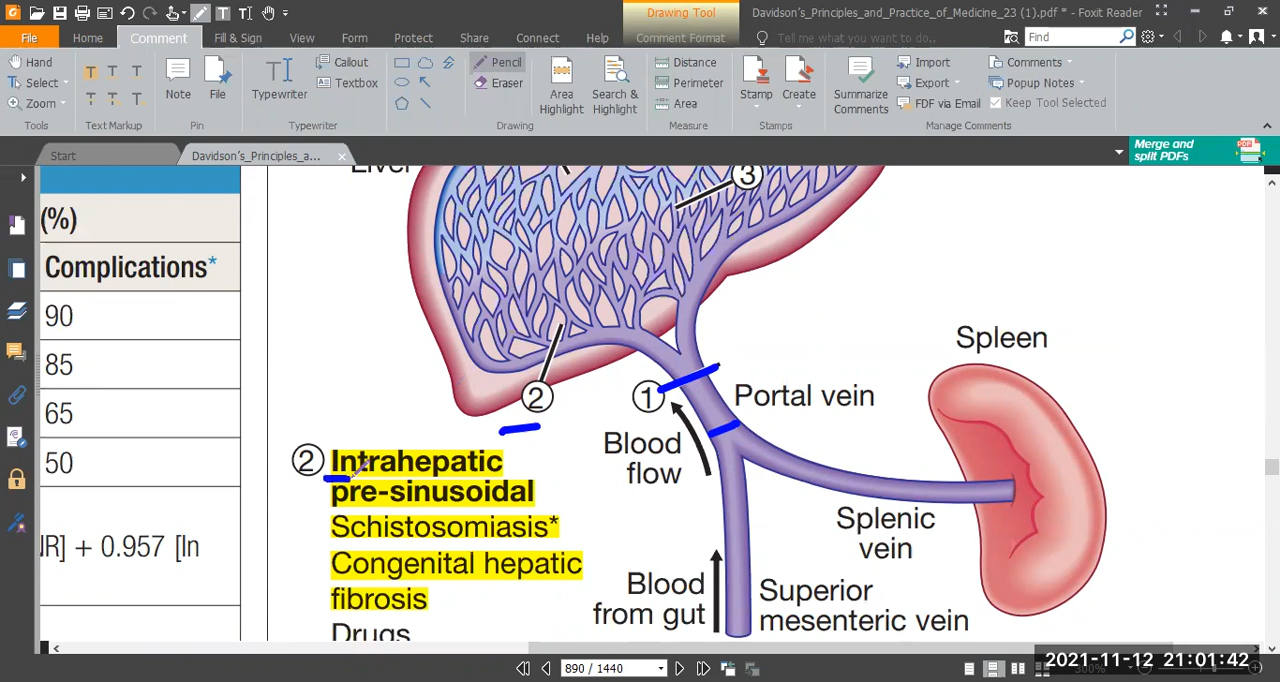 Drawing Tool
Davidson's_Principles_and_Practice_of_Medicine_23 (1).pdf * - Foxit Reader
File Home Comment Fill & Sign View Form Protect Share Connect Help Comment Format
Tell me what you want to do..
Find
Hand
Select
Zoom
Tools
Text Markup
Note
File
Pin
Typewriter
Callout
Textbox
Typewriter
Pencil
Eraser
Area Highlight
Search & Highlight
Drawing
Distance
Perimeter
Area
Measure
Stamp
Create
Stamps
Summarize Comments
Import
Export
FDF via Email
Comments
Popup Notes
Keep Tool Selected
Manage Comments
Start
Davidson's_Principles_a...
Merge and
split PDFs
(%)
Complications*
90
85
65
50
NR] + 0.957 [ln
Liver
3
2
1
Spleen
Portal vein
Blood
flow
Splenic
vein
Blood
from gut
Superior
mesenteric vein
2 Intrahepatic
pre-sinusoidal
Schistosomiasis*
Congenital hepatic
fibrosis
Drugs
890 / 1440
2021-11-12 21:01:42